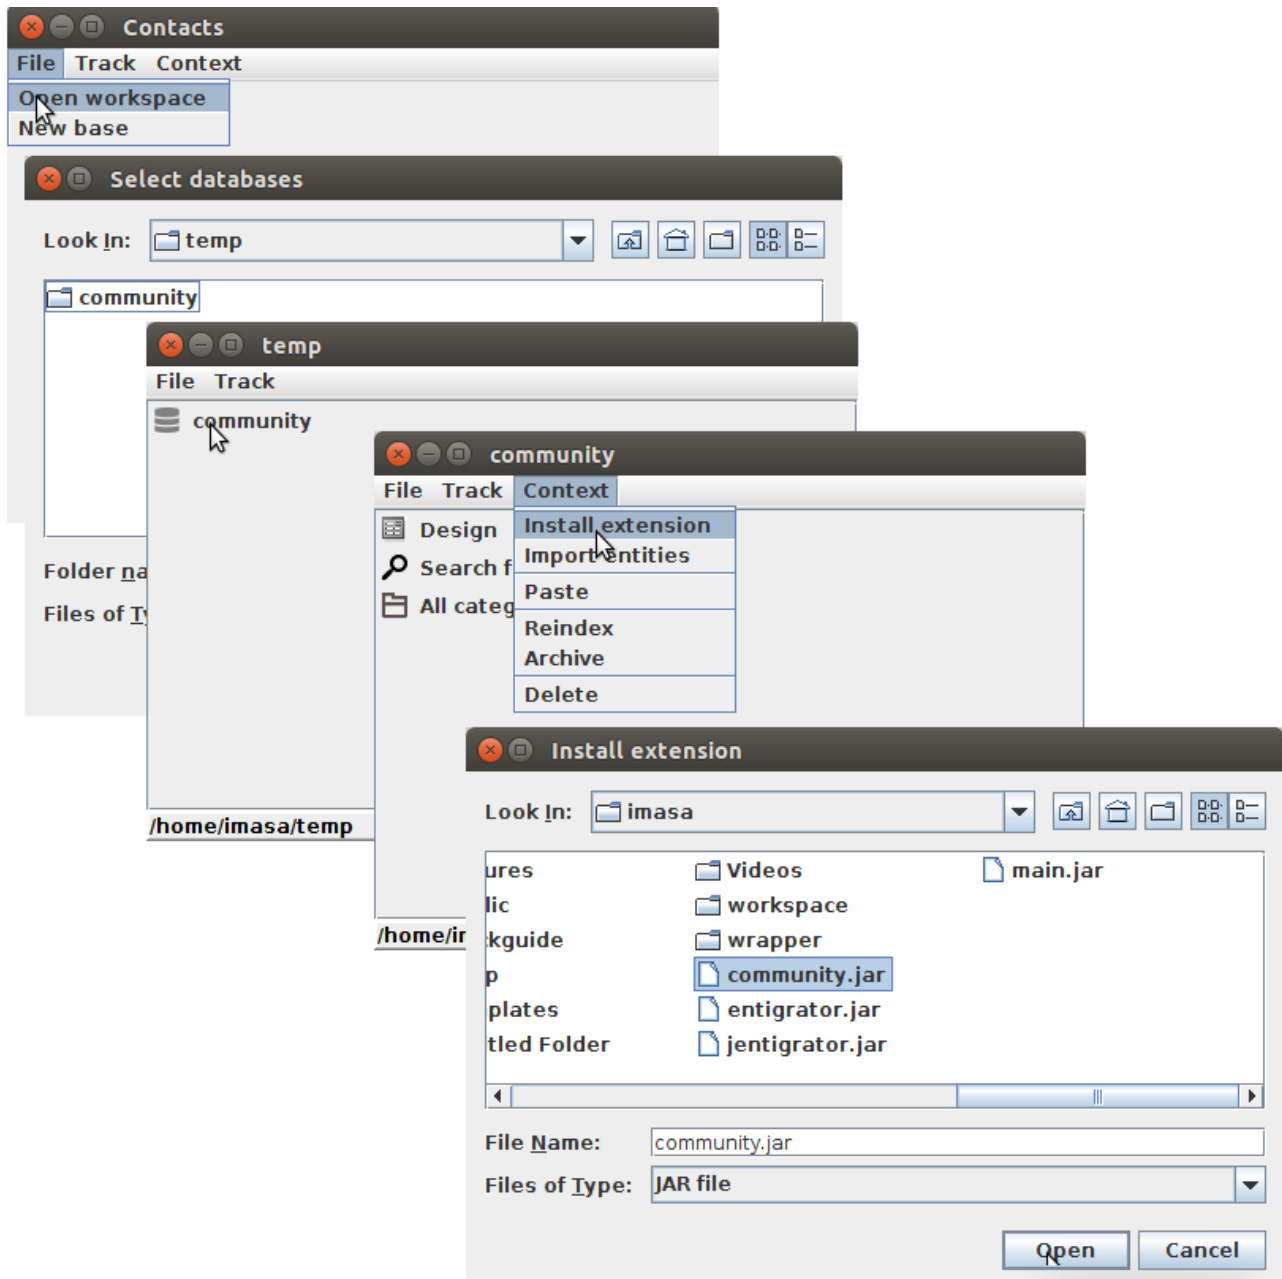 Contacts
File Track Context
Open workspace
New base
Select databases
Look In: temp
community
temp
File Track
community
community
File Track Context
Design
Install extension
Search f
Import entities
All categ
Paste
Reindex
Archive
Delete
Folder na
Files of Ty
/home/imasa/temp
/home/ir
Install extension
Look In: imasa
ures Videos main.jar
lic workspace
kguide wrapper
p community.jar
plates entigrator.jar
tled Folder jentigrator.jar
File Name: community.jar
Files of Type: JAR file
Open Cancel